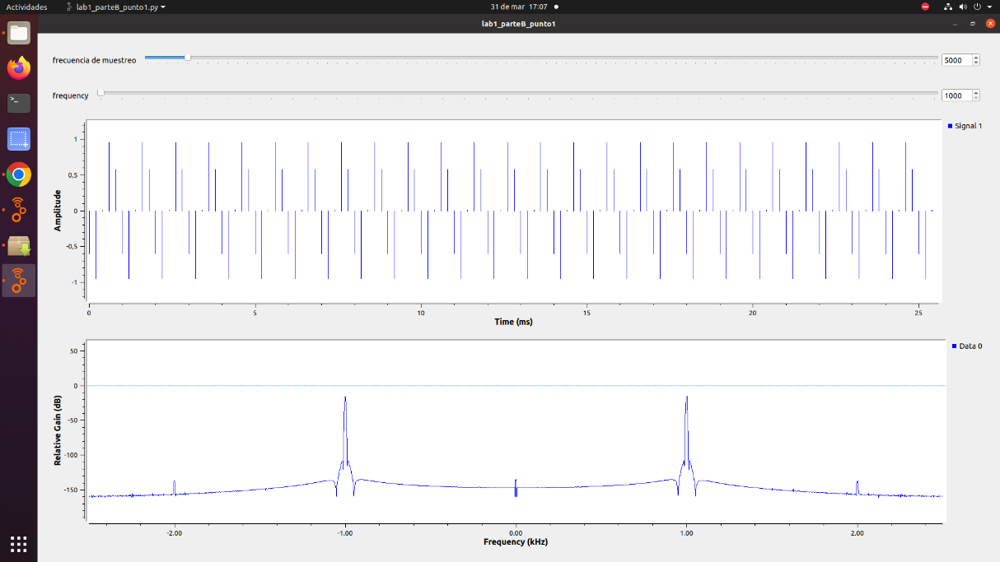 Actividades lab1_parteB_punto1.py 31 de mar 17:07
lab1_parteB_punto1
frecuencia de muestreo 5000
frequency 1000
Signal 1
1
0,5
0
-0,5
-1
Amplitude
0 5 10 15 20 25
Time (ms)
Data 0
50
0
-50
-100
-150
Relative Gain (dB)
-2.00 -1.00 0.00 1.00 2.00
Frequency (kHz)